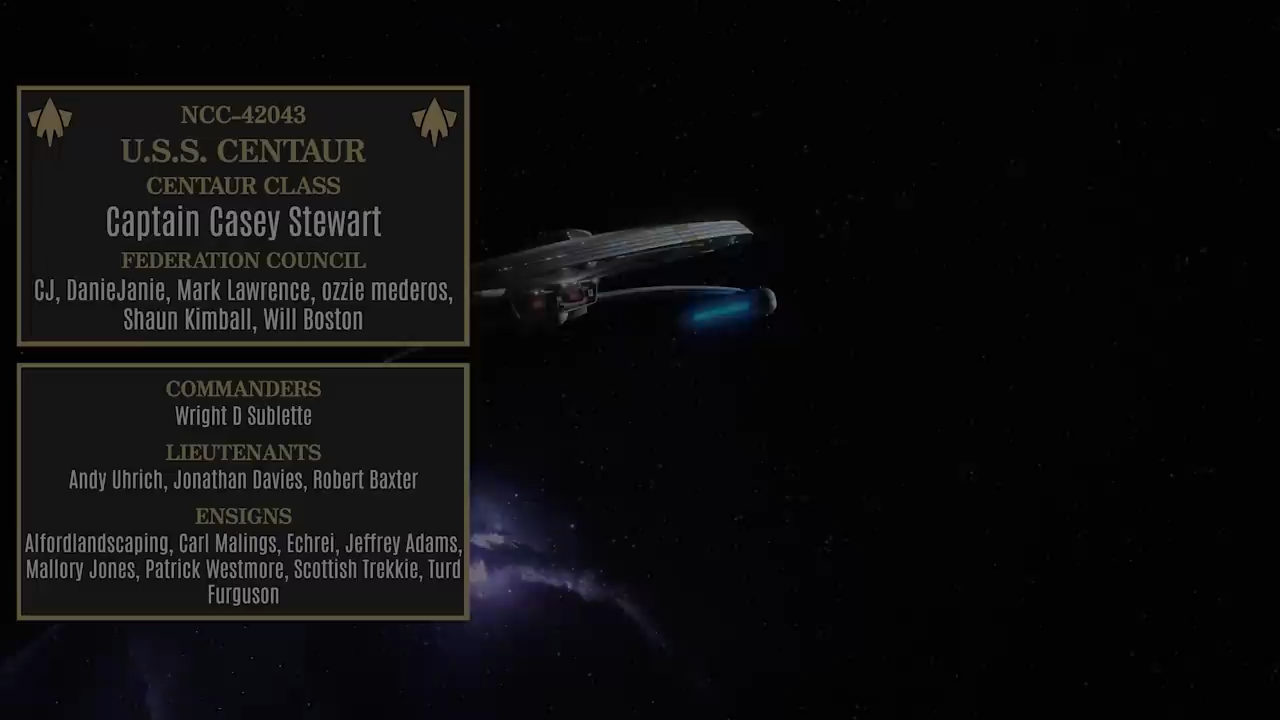 NCC-42043
U.S.S. CENTAUR
CENTAUR CLASS
Captain Casey Stewart
FEDERATION COUNCIL
CJ, DanieJanie, Mark Lawrence, ozzie mederos,
Shaun Kimball, Will Boston
COMMANDERS
Wright D Sublette
LIEUTENANTS
Andy Uhrich, Jonathan Davies, Robert Baxter
ENSIGNS
Alfordlandscaping, Carl Malings, Echrei, Jeffrey Adams,
Mallory Jones, Patrick Westmore, Scottish Trekkie, Turd
Furguson